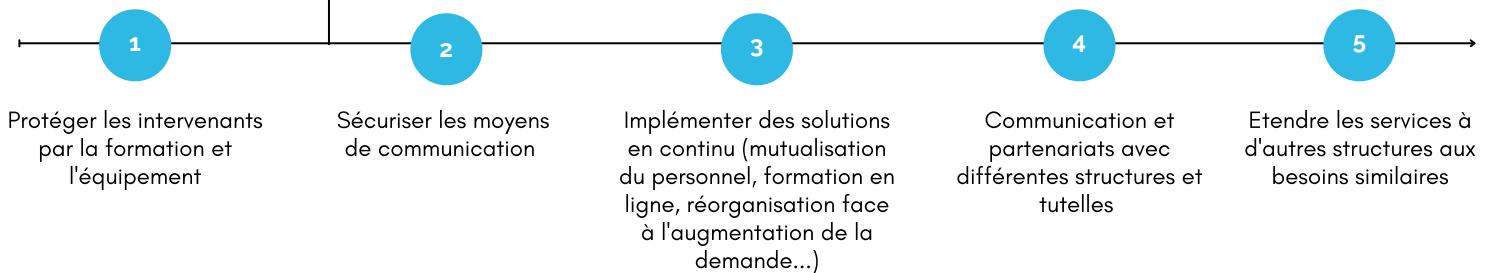 1
2
3
4
5
Protéger les intervenants
par la formation et
l'équipement
Sécuriser les moyens
de communication
Implémenter des solutions
en continu (mutualisation
du personnel, formation en
ligne, réorganisation face
à l'augmentation de la
demande...)
Communication et
partenariats avec
différentes structures et
tutelles
Etendre les services à
d'autres structures aux
besoins similaires